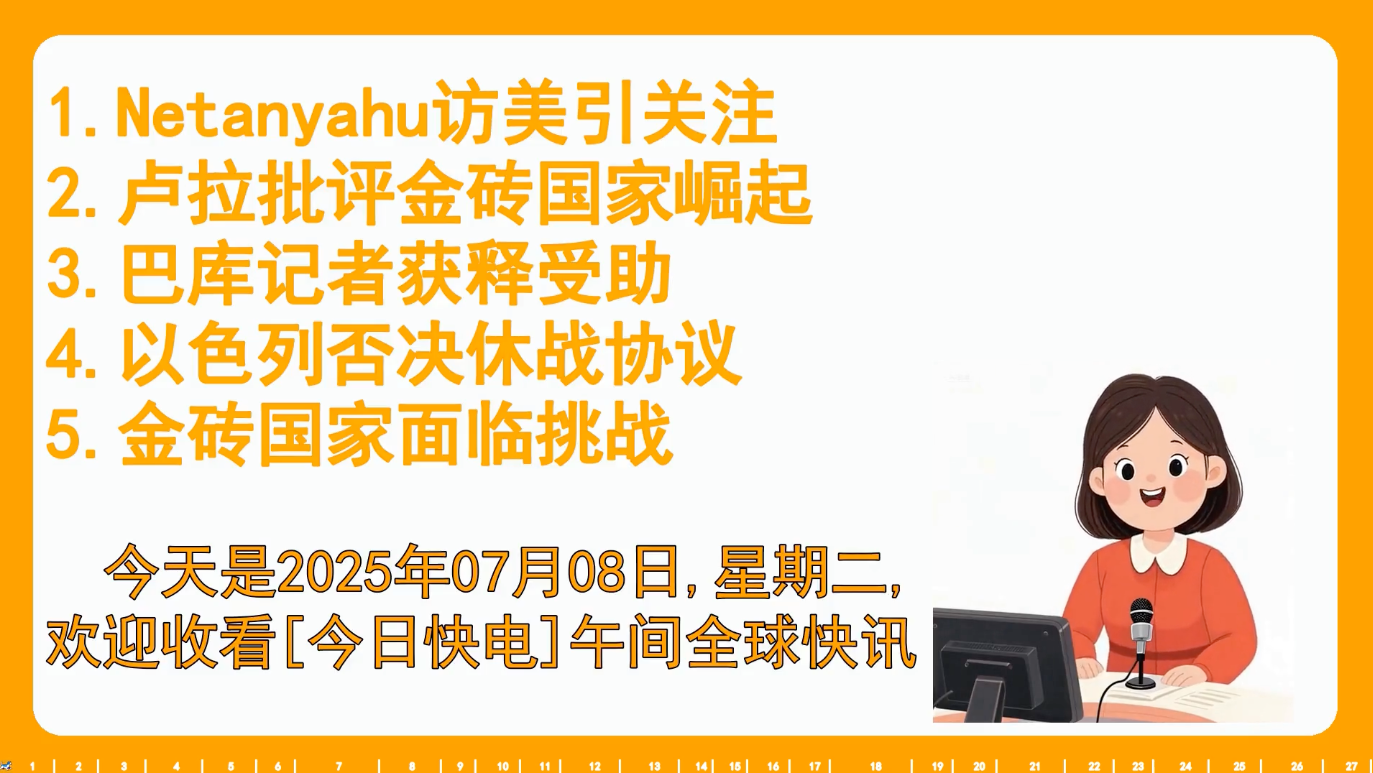 1.Netanyahu访美引关注
2.卢拉批评金砖国家崛起
3.巴库记者获释受助
4.以色列否决休战协议
5.金砖国家面临挑战
今天是2025年07月08日,星期二,
欢迎收看[今日快电]午间全球快讯
1 2 3 4 5 6 7 8 9 10 11 12 13 14 15 16 17 18 19 20 21 22 23 24 25 26 27